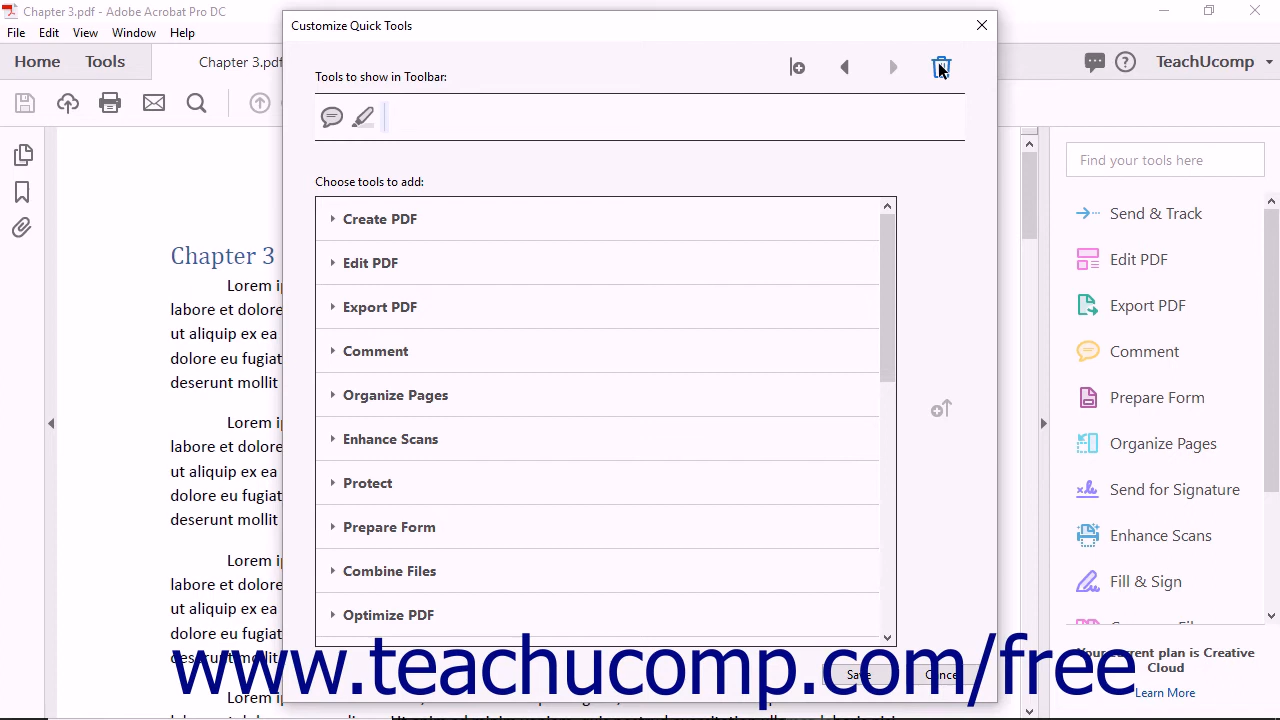 Chapter 3.pdf - Adobe Acrobat Pro DC
File Edit View Window Help
Home Tools Chapter 3.pdf
TeachUcomp
Customize Quick Tools
Tools to show in Toolbar:
Choose tools to add:
Create PDF
Edit PDF
Export PDF
Comment
Organize Pages
Enhance Scans
Protect
Prepare Form
Combine Files
Optimize PDF
Save Cancel
Chapter 3
Lorem
labore et dolore
ut aliquip ex ea
dolore eu fugiat
deserunt mollit
Lorem
labore et dolore
ut aliquip ex ea
dolore eu fugiat
deserunt mollit
Lorem
labore et dolore
ut aliquip ex ea
dolore eu fugiat
deserunt mollit
Lorem
Find your tools here
Send & Track
Edit PDF
Export PDF
Comment
Prepare Form
Organize Pages
Send for Signature
Enhance Scans
Fill & Sign
Your current plan is Creative
Cloud
Learn More
www.teachucomp.com/free